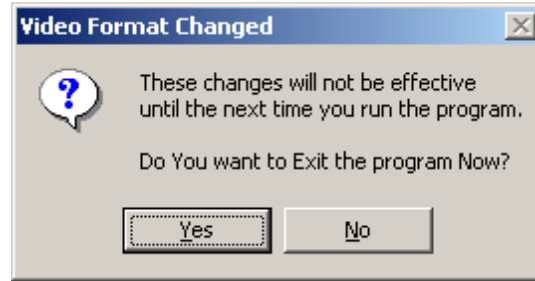 Video Format Changed
These changes will not be effective
until the next time you run the program.
Do You want to Exit the program Now?
Yes
No